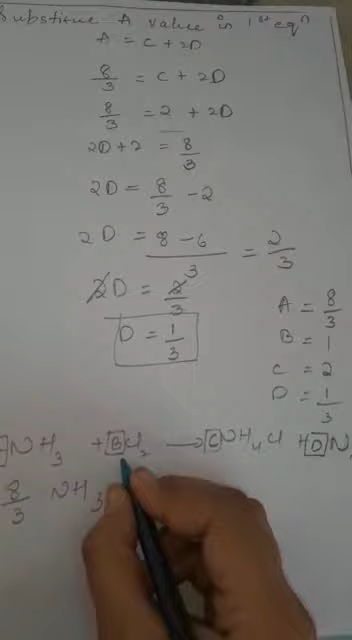 Substitue A value in 1st eqn
A = C + 2D
8/3 = C + 2D
8/3 = 2 + 2D
2D + 2 = 8/3
2D = 8/3 - 2
2D = 8 - 6 / 3 = 2/3
2D = 2/3
D = 1/3
A = 8/3
B = 1
C = 2
D = 1/3
NH3 + B Cl2 → C NH4Cl + D N
8/3 NH3